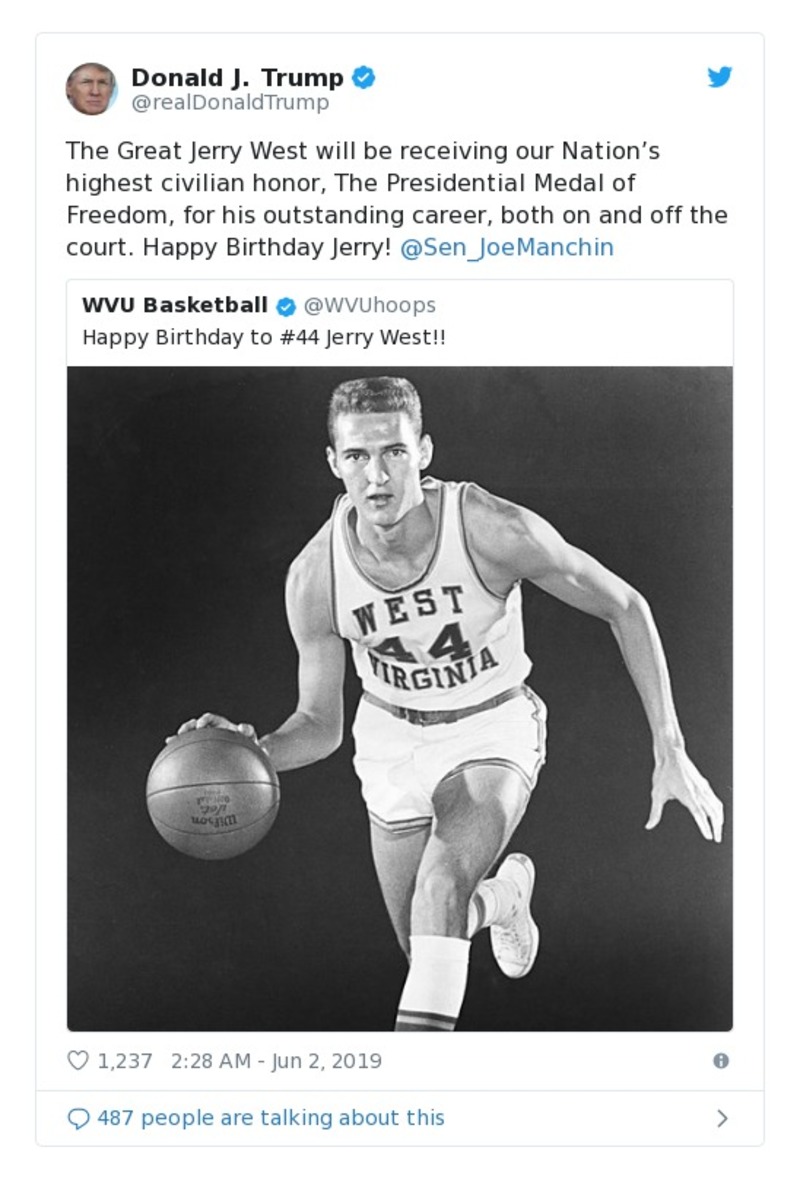 Donald J. Trump
@realDonaldTrump
The Great Jerry West will be receiving our Nation’s
highest civilian honor, The Presidential Medal of
Freedom, for his outstanding career, both on and off the
court. Happy Birthday Jerry! @Sen_JoeManchin
WVU Basketball @WVUhoops
Happy Birthday to #44 Jerry West!!
WEST
44
VIRGINIA
Wilson
1,237 2:28 AM - Jun 2, 2019
487 people are talking about this